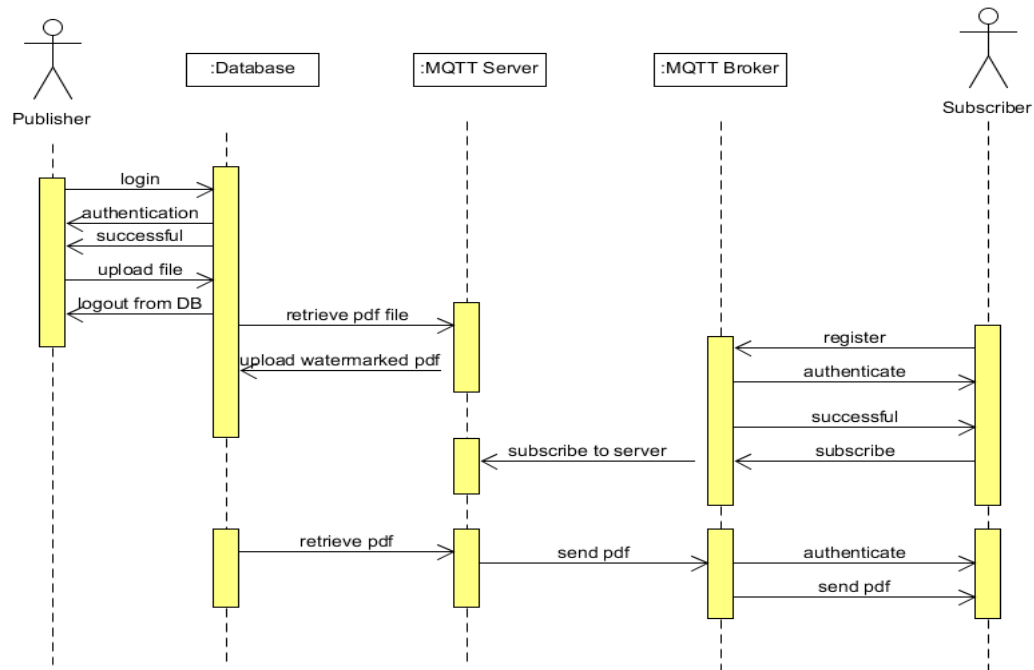 :Database
:MQTT Server
:MQTT Broker
Subscriber
Publisher
login
authentication
successful
upload file
logout from DB
retrieve pdf file
upload watermarked pdf
register
authenticate
successful
subscribe to server
subscribe
retrieve pdf
send pdf
authenticate
send pdf